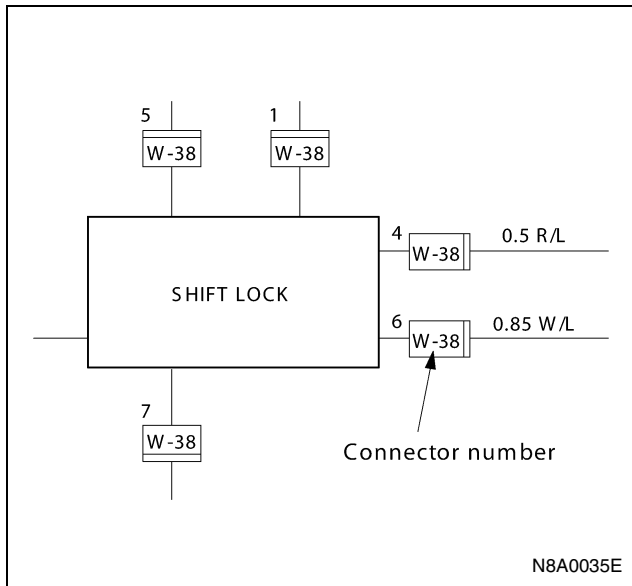 5
1
W-38
W-38
4
0.5 R/L
W-38
SHIFT LOCK
6
0.85 W/L
W-38
7
W-38
Connector number
N8A0035E